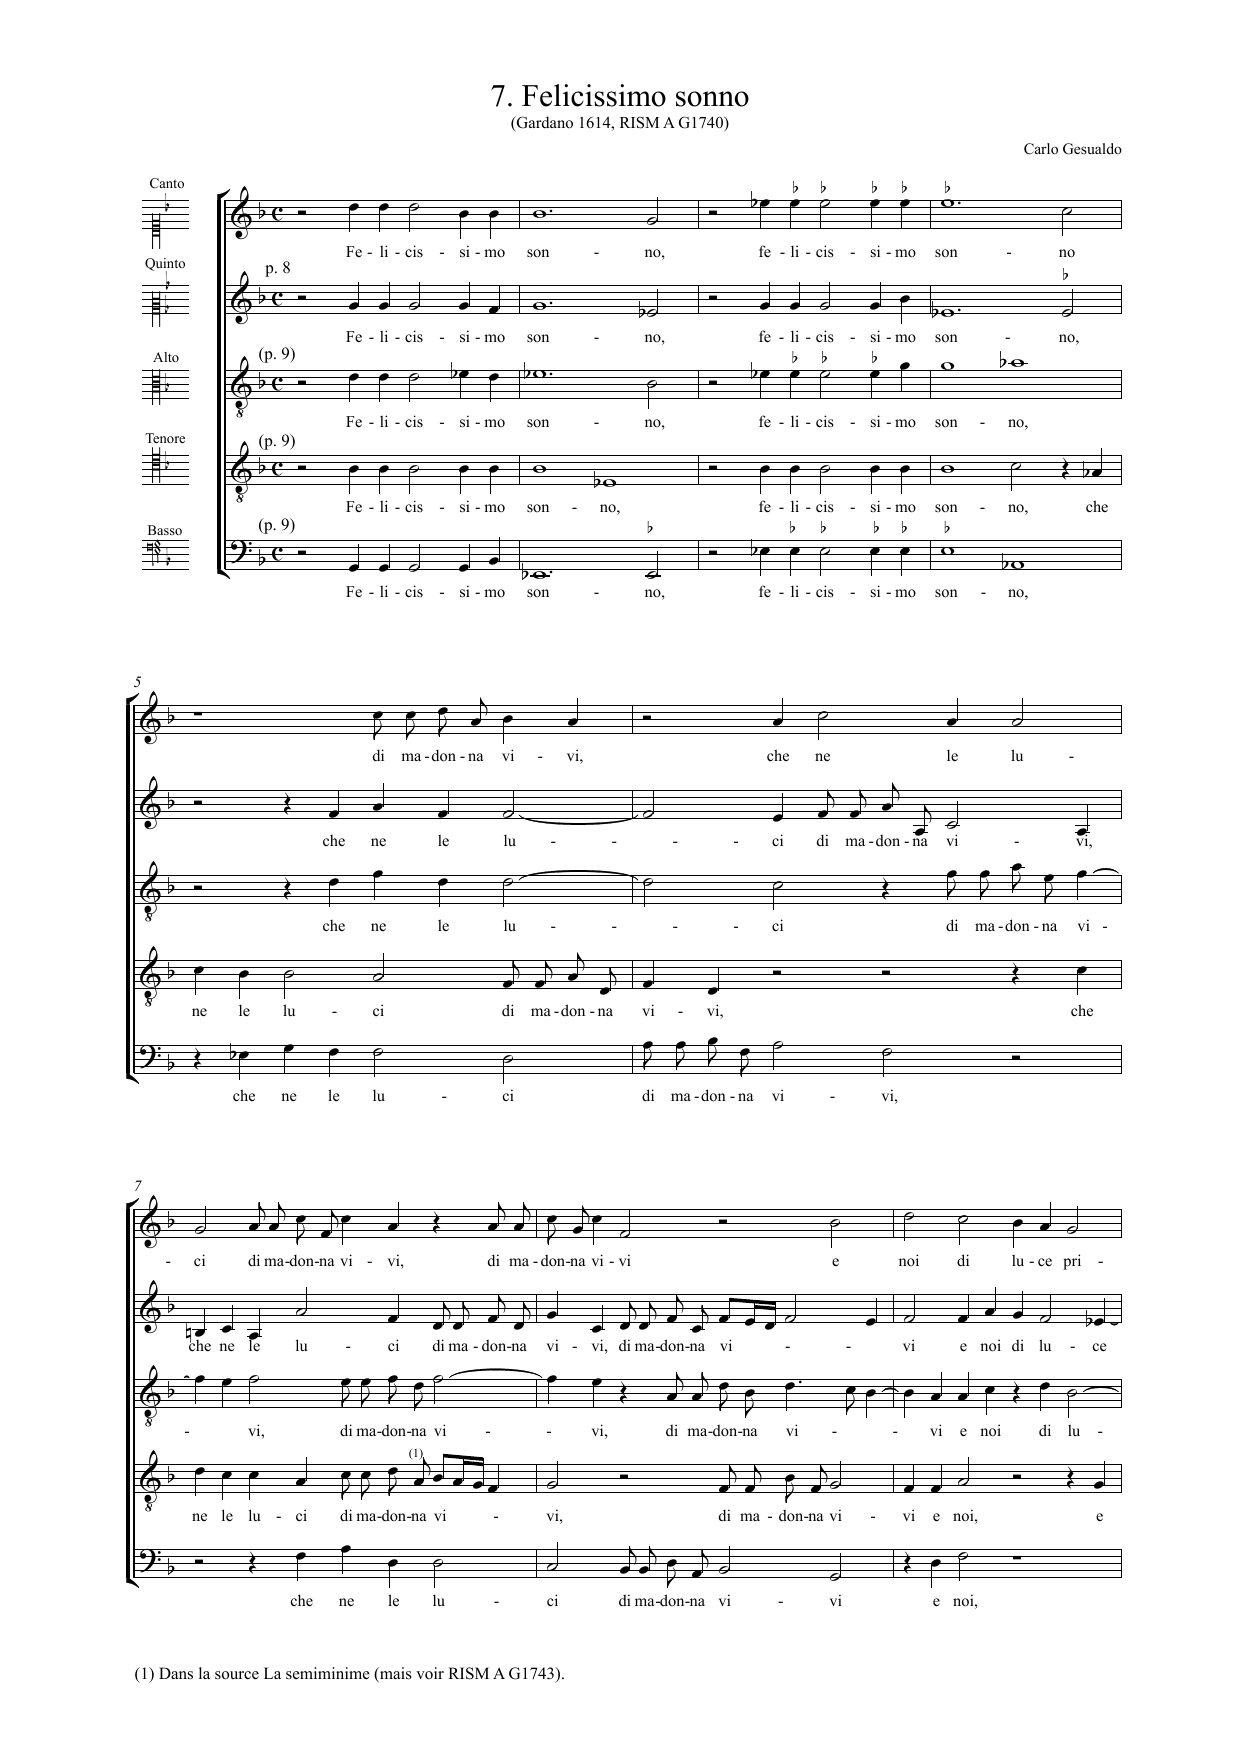 7. Felicissimo sonno
(Gardano 1614, RISM A G1740)
Carlo Gesualdo
Canto
Fe - li - cis - si - mo son - no, fe - li - cis - si - mo son - no
Quinto
p. 8
Fe - li - cis - si - mo son - no, fe - li - cis - si - mo son - no,
Alto
(p. 9)
Fe - li - cis - si - mo son - no, fe - li - cis - si - mo son - no,
Tenore
(p. 9)
Fe - li - cis - si - mo son - no, fe - li - cis - si - mo son - no, che
Basso
(p. 9)
Fe - li - cis - si - mo son - no, fe - li - cis - si - mo son - no,
5
di ma - don - na vi - vi, che ne le lu -
che ne le lu - - - - ci di ma - don - na vi - vi,
che ne le lu - - - - ci di ma - don - na vi -
ne le lu - ci di ma - don - na vi - vi, che
che ne le lu - ci di ma - don - na vi - vi,
7
- ci di ma - don - na vi - vi, di ma - don - na vi - vi e noi di lu - ce pri -
che ne le lu - ci di ma - don - na vi - vi, di ma - don - na vi - - - vi e noi di lu - ce
- vi, di ma - don - na vi - - vi, di ma - don - na vi - - vi e noi di lu -
(1)
ne le lu - ci di ma - don - na vi - vi, di ma - don - na vi - vi e noi, e
che ne le lu - ci di ma - don - na vi - vi e noi,
(1) Dans la source La semiminime (mais voir RISM A G1743).